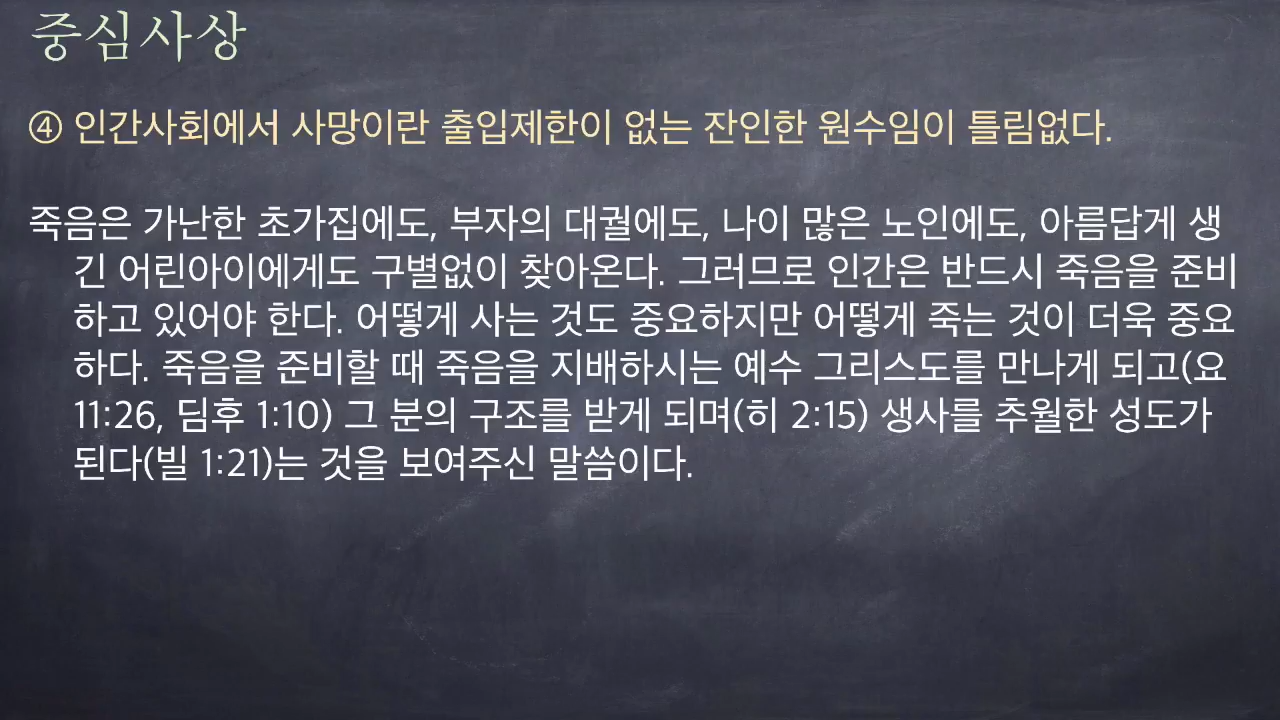 중심사상
④ 인간사회에서 사망이란 출입제한이 없는 잔인한 원수임이 틀림없다.
죽음은 가난한 초가집에도, 부자의 대궐에도, 나이 많은 노인에도, 아름답게 생
긴 어린아이에게도 구별없이 찾아온다. 그러므로 인간은 반드시 죽음을 준비
하고 있어야 한다. 어떻게 사는 것도 중요하지만 어떻게 죽는 것이 더욱 중요
하다. 죽음을 준비할 때 죽음을 지배하시는 예수 그리스도를 만나게 되고(요
11:26, 딤후 1:10) 그 분의 구조를 받게 되며(히 2:15) 생사를 추월한 성도가
된다(빌 1:21)는 것을 보여주신 말씀이다.